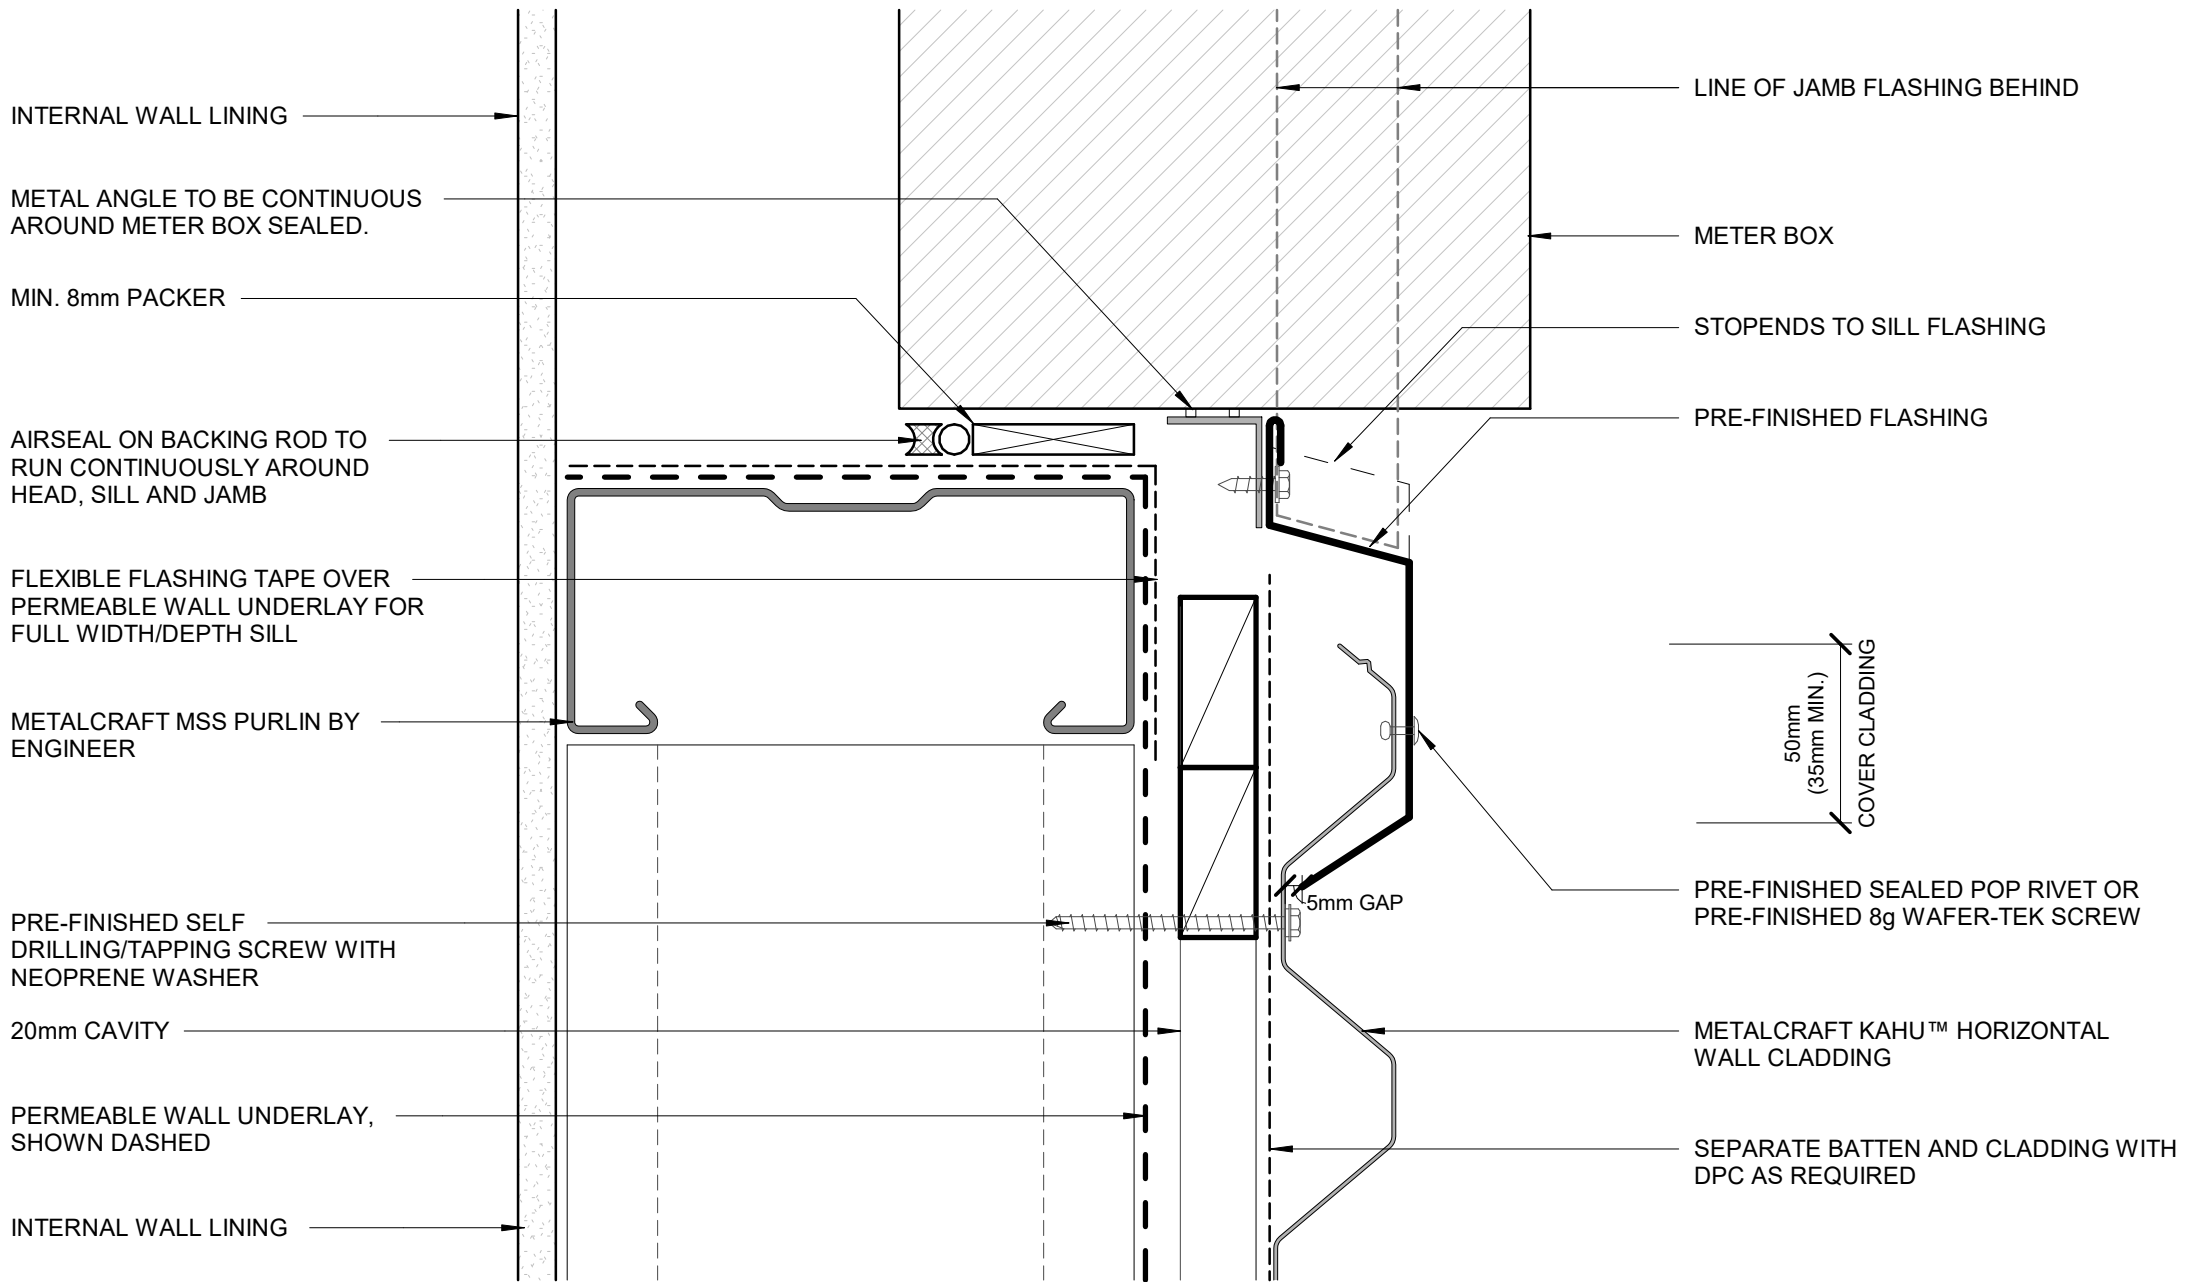 INTERNAL WALL LINING
METAL ANGLE TO BE CONTINUOUS
AROUND METER BOX SEALED.
MIN. 8mm PACKER
AIRSEAL ON BACKING ROD TO
RUN CONTINUOUSLY AROUND
HEAD, SILL AND JAMB
FLEXIBLE FLASHING TAPE OVER
PERMEABLE WALL UNDERLAY FOR
FULL WIDTH/DEPTH SILL
METALCRAFT MSS PURLIN BY
ENGINEER
PRE-FINISHED SELF
DRILLING/TAPPING SCREW WITH
NEOPRENE WASHER
20mm CAVITY
PERMEABLE WALL UNDERLAY,
SHOWN DASHED
INTERNAL WALL LINING
5mm GAP
LINE OF JAMB FLASHING BEHIND
METER BOX
STOPENDS TO SILL FLASHING
PRE-FINISHED FLASHING
50mm
(35mm MIN.)
COVER CLADDING
PRE-FINISHED SEALED POP RIVET OR
PRE-FINISHED 8g WAFER-TEK SCREW
METALCRAFT KAHU™ HORIZONTAL
WALL CLADDING
SEPARATE BATTEN AND CLADDING WITH
DPC AS REQUIRED